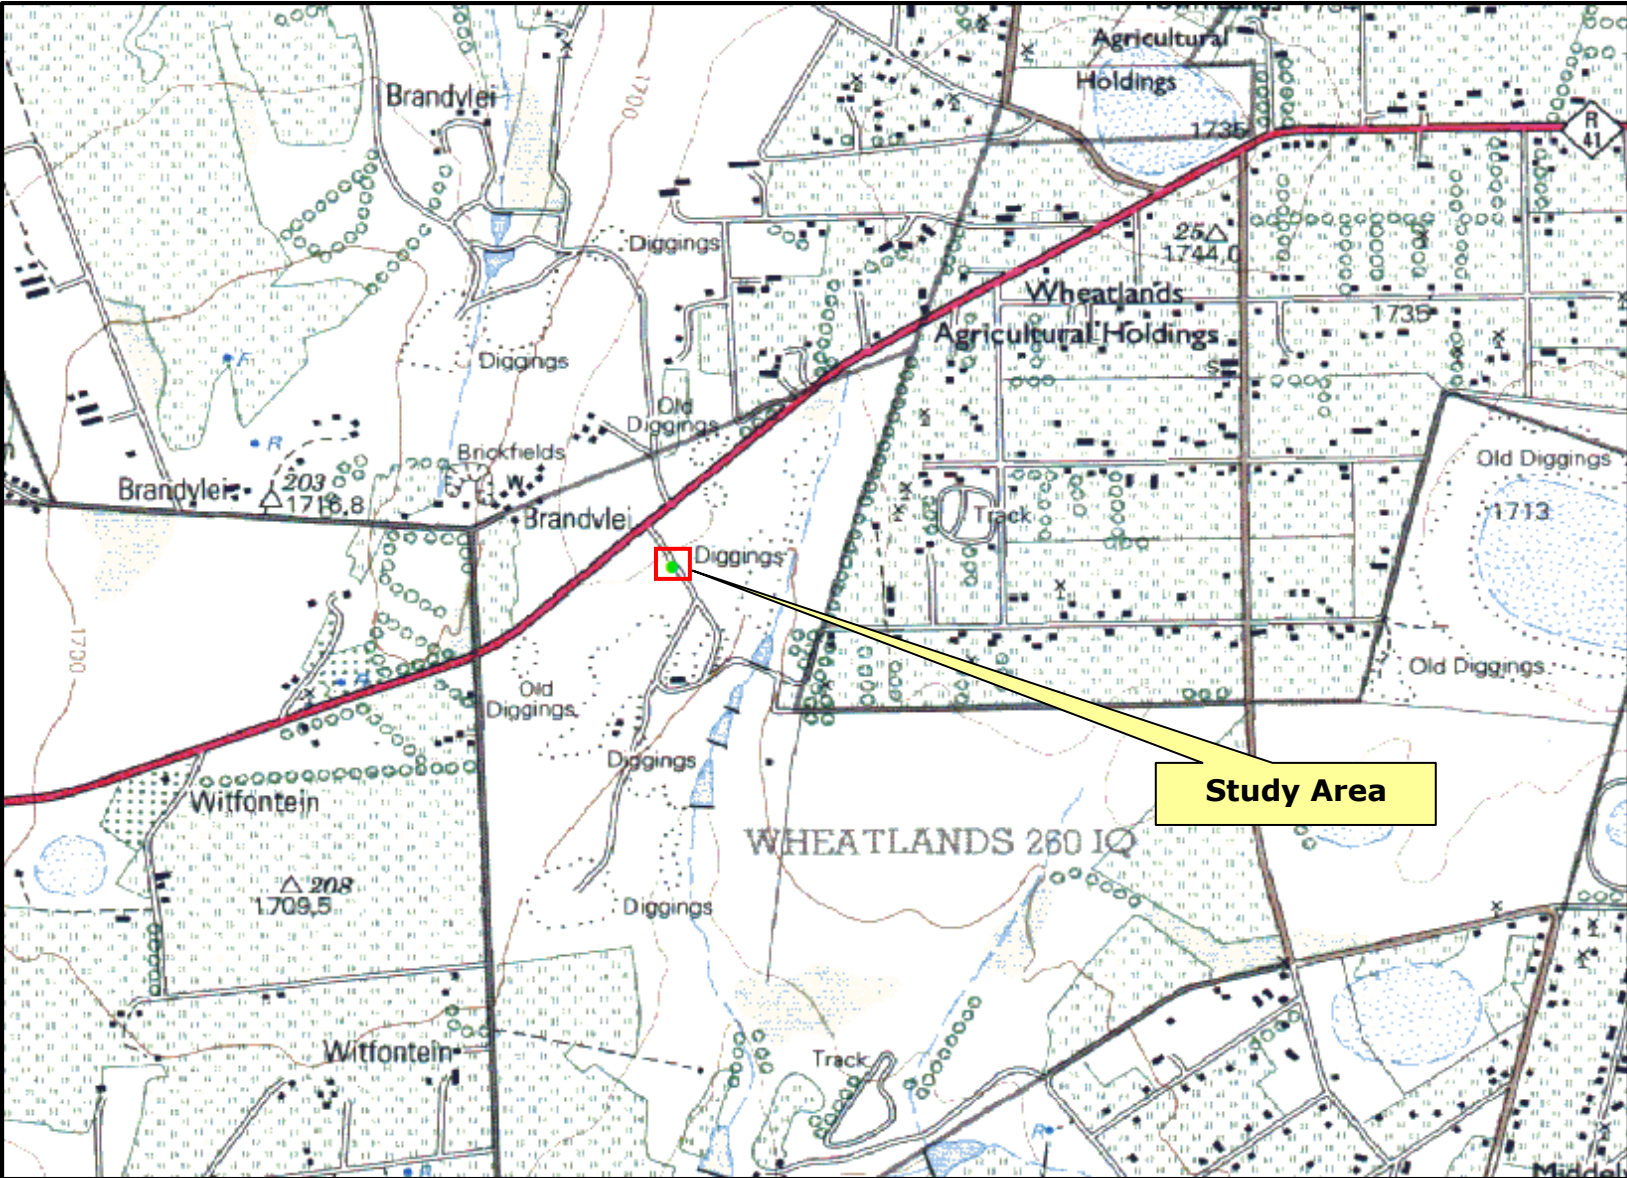 Agricultural
Holdings
Brandvlei
1700
1735
R
41
25
1744,0
Diggings
Wheatlands
Agricultural Holdings
1735
Diggings
S
Old
Diggings
Brickfields
F
R
Old Diggings
1713
Brandvlei
203
1716,8
W
Brandvlei
Track
Diggings
1700
Old Diggings
Old
Diggings
Diggings
Study Area
Witfontein
WHEATLANDS 260 IQ
208
1709,5
Diggings
Witfontein
Track
R
R